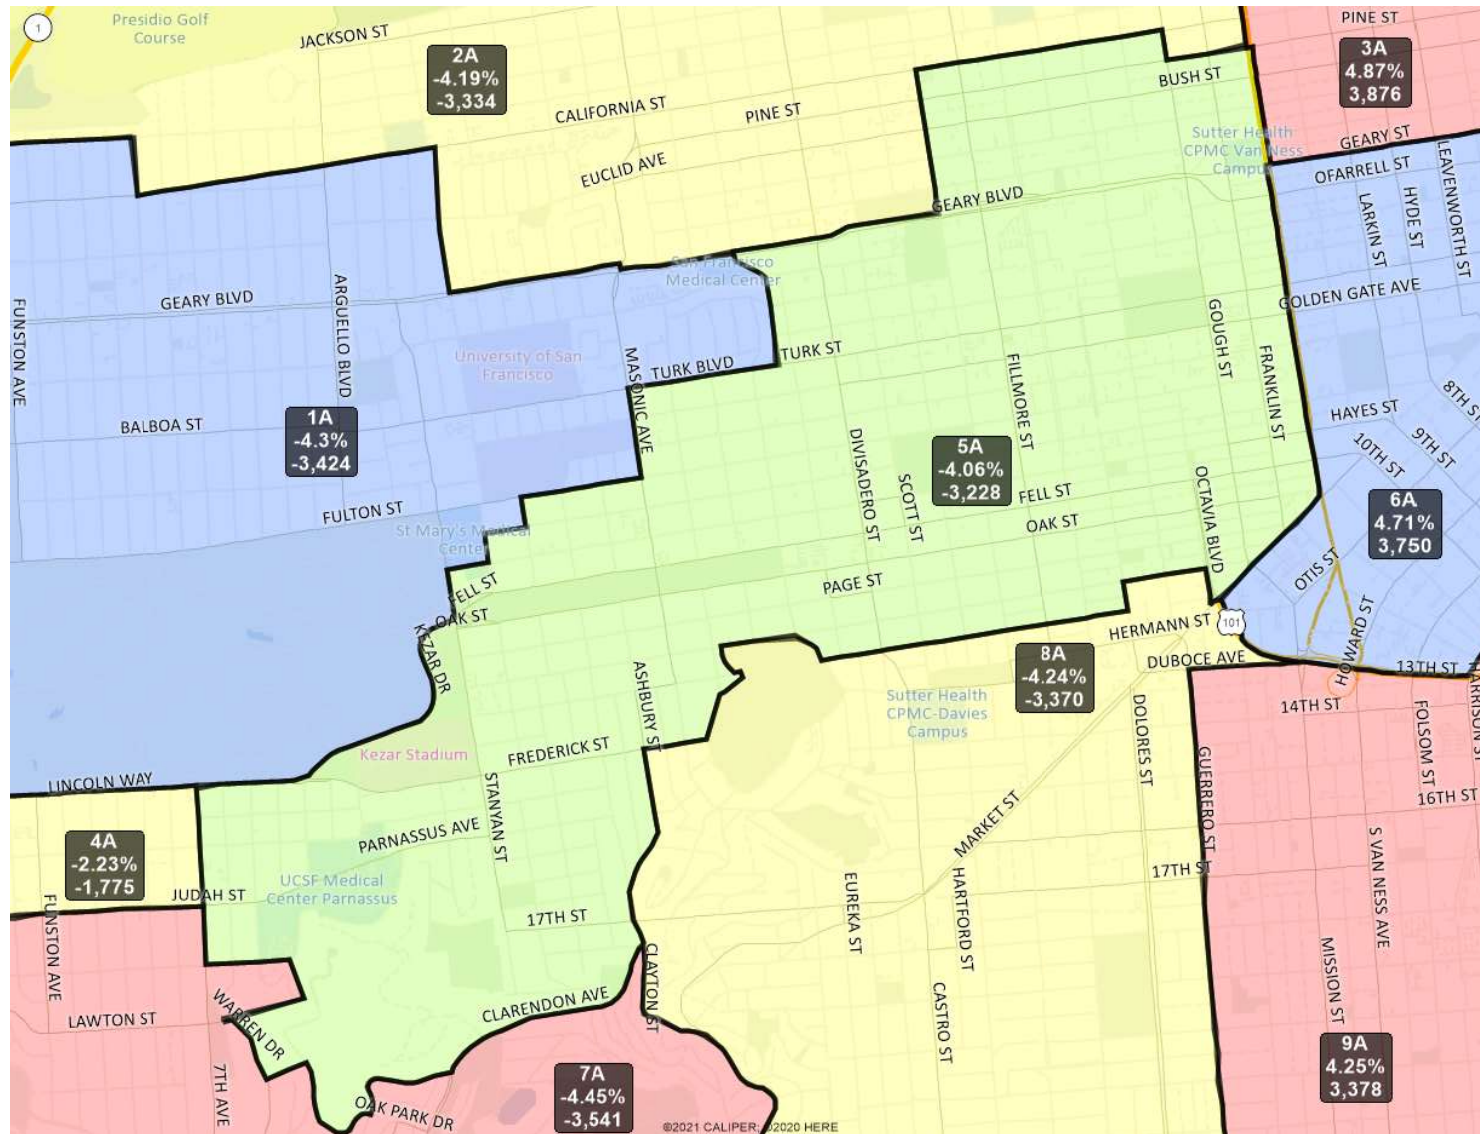 1
Presidio Golf
Course
JACKSON ST
2A
-4.19%
-3,334
CALIFORNIA ST
PINE ST
EUCLID AVE
BUSH ST
PINE ST
3A
4.87%
3,876
GEARY ST
Sutter Health
CPMC Van Ness
Campus
OFARRELL ST
LEAVENWORTH ST
HYDE ST
LARKIN ST
GEARY BLVD
San Francisco
Medical Center
GOLDEN GATE AVE
GEARY BLVD
ARGUELLO BLVD
FUNSTON AVE
University of San
Francisco
MASONIC AVE
TURK BLVD
TURK ST
GOUGH ST
FRANKLIN ST
FILLMORE ST
8TH ST
HAYES ST
9TH ST
10TH ST
BALBOA ST
1A
-4.3%
-3,424
DIVISADERO ST
SCOTT ST
5A
-4.06%
-3,228
FELL ST
OAK ST
OCTAVIA BLVD
6A
4.71%
3,750
FULTON ST
St Mary's Medical
Center
FELL ST
OAK ST
PAGE ST
OTIS ST
HOWARD ST
101
HERMANN ST
DUBOCE AVE
KEZAR DR
ASHBURY ST
8A
-4.24%
-3,370
13TH ST
HARRISON ST
14TH ST
FOLSOM ST
Sutter Health
CPMC-Davies
Campus
DOLORES ST
GUERRERO ST
Kezar Stadium
FREDERICK ST
LINCOLN WAY
STANYAN ST
16TH ST
S VAN NESS AVE
MARKET ST
4A
-2.23%
-1,775
PARNASSUS AVE
UCSF Medical
Center Parnassus
JUDAH ST
FUNSTON AVE
17TH ST
17TH ST
EUREKA ST
HARTFORD ST
CASTRO ST
CLAYTON ST
MISSION ST
CLARENDON AVE
WARREN DR
LAWTON ST
7TH AVE
OAK PARK DR
7A
-4.45%
-3,541
9A
4.25%
3,378
©2021 CALIPER; ©2020 HERE